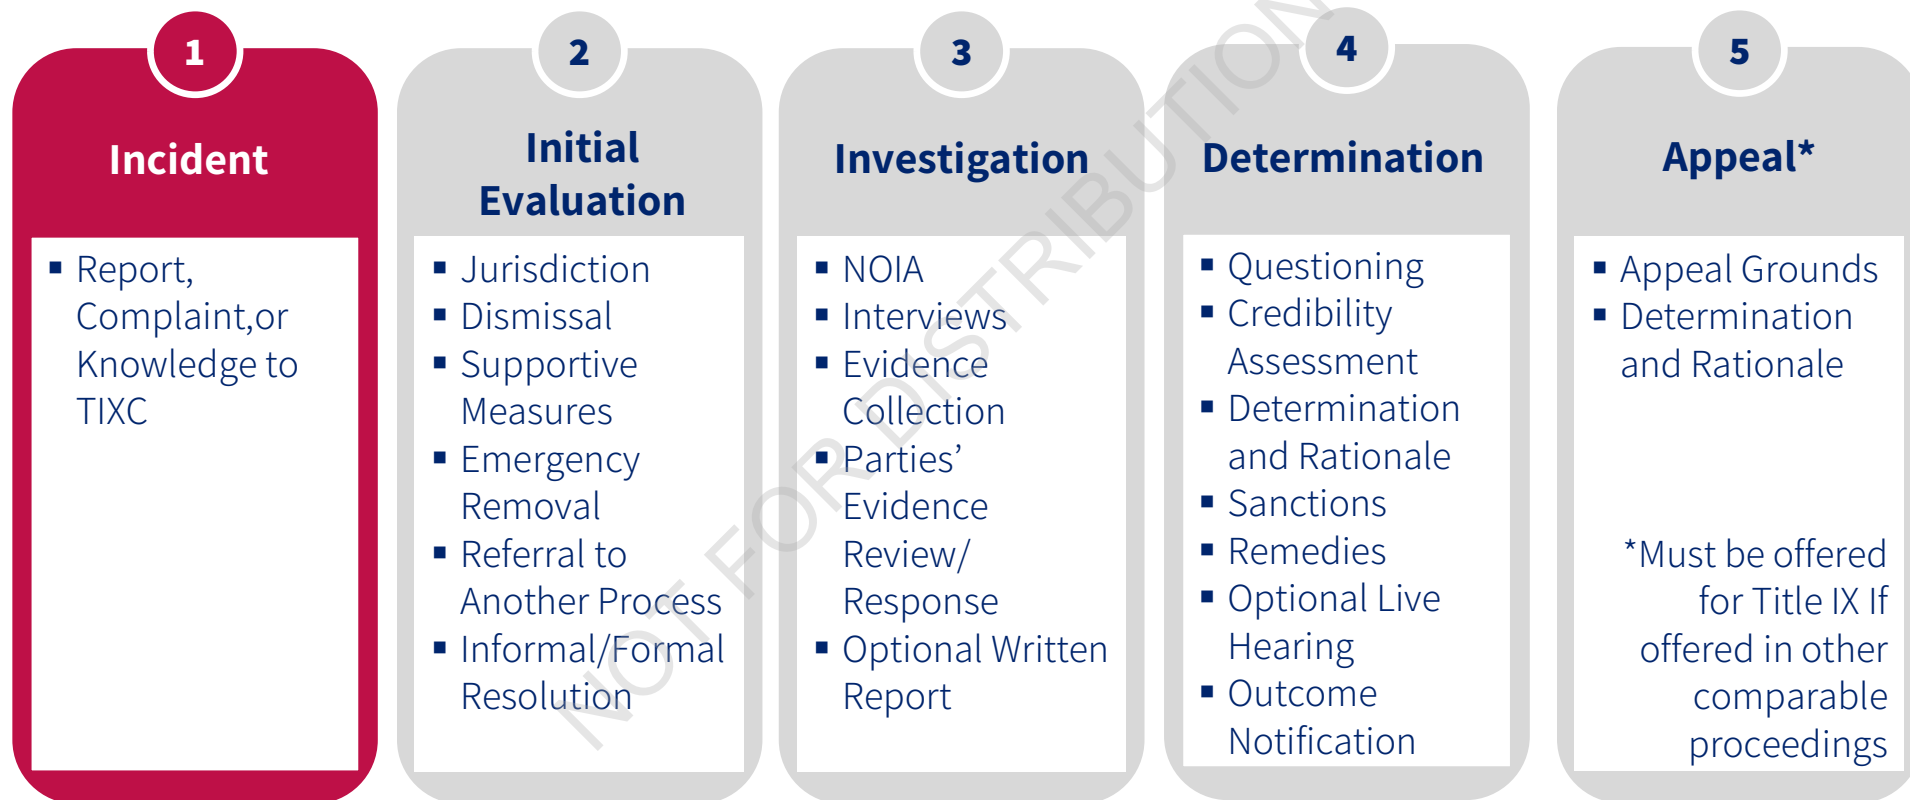 1
Incident
▪ Report,
Complaint,or
Knowledge to
TIXC
2
Initial
Evaluation
▪ Jurisdiction
▪ Dismissal
▪ Supportive
Measures
▪ Emergency
Removal
▪ Referral to
Another Process
▪ Informal/Formal
Resolution
3
Investigation
▪ NOIA
▪ Interviews
▪ Evidence
Collection
▪ Parties’
Evidence
Review/
Response
▪ Optional Written
Report
4
Determination
▪ Questioning
▪ Credibility
Assessment
▪ Determination
and Rationale
▪ Sanctions
▪ Remedies
▪ Optional Live
Hearing
▪ Outcome
Notification
5
Appeal*
▪ Appeal Grounds
▪ Determination
and Rationale
*Must be offered
for Title IX If
offered in other
comparable
proceedings
NOT FOR DISTRIBUTION